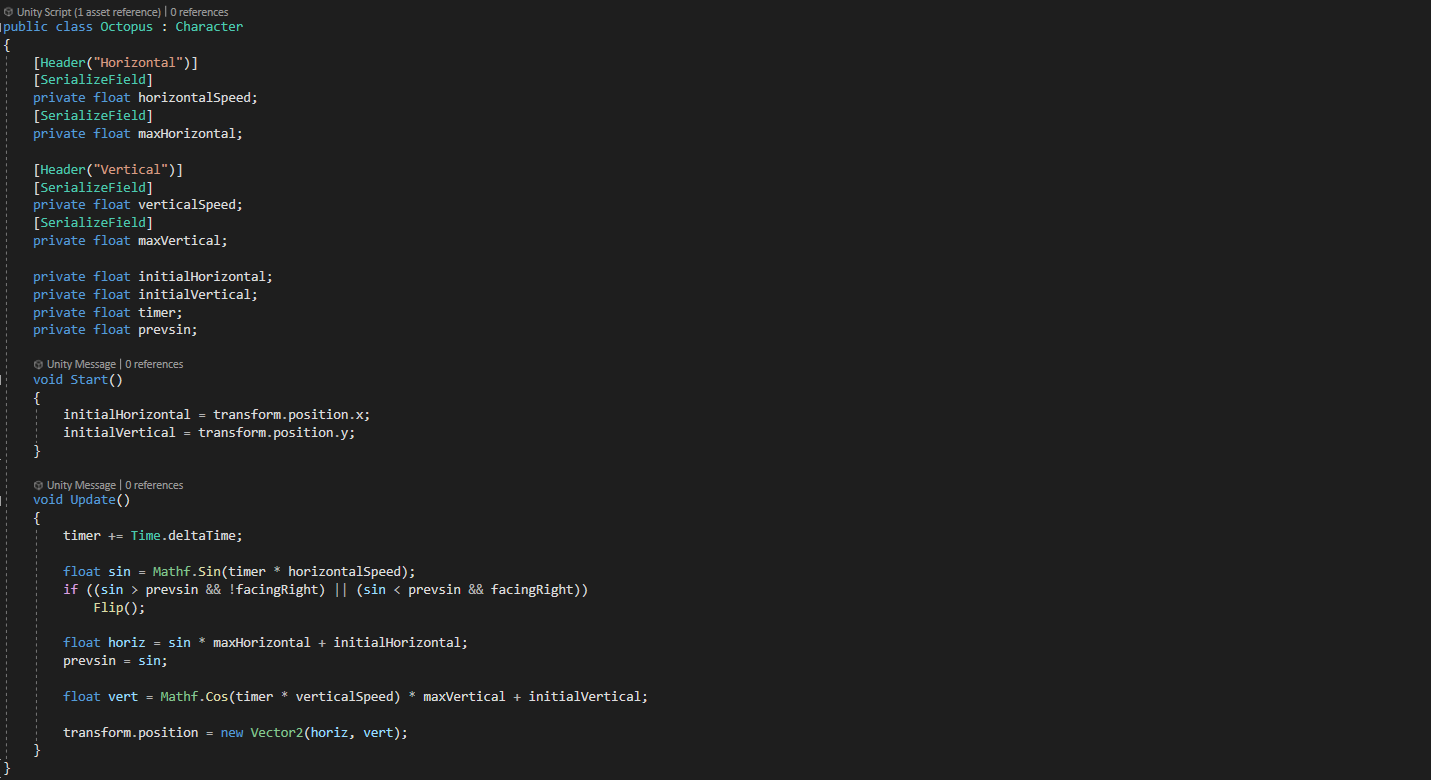 Unity Script (1 asset reference) | 0 references
public class Octopus : Character
{
    [Header("Horizontal")]
    [SerializeField]
    private float horizontalSpeed;
    [SerializeField]
    private float maxHorizontal;

    [Header("Vertical")]
    [SerializeField]
    private float verticalSpeed;
    [SerializeField]
    private float maxVertical;

    private float initialHorizontal;
    private float initialVertical;
    private float timer;
    private float prevsin;

    Unity Message | 0 references
    void Start()
    {
        initialHorizontal = transform.position.x;
        initialVertical = transform.position.y;
    }

    Unity Message | 0 references
    void Update()
    {
        timer += Time.deltaTime;

        float sin = Mathf.Sin(timer * horizontalSpeed);
        if ((sin > prevsin && !facingRight) || (sin < prevsin && facingRight))
            Flip();

        float horiz = sin * maxHorizontal + initialHorizontal;
        prevsin = sin;

        float vert = Mathf.Cos(timer * verticalSpeed) * maxVertical + initialVertical;

        transform.position = new Vector2(horiz, vert);
    }
}